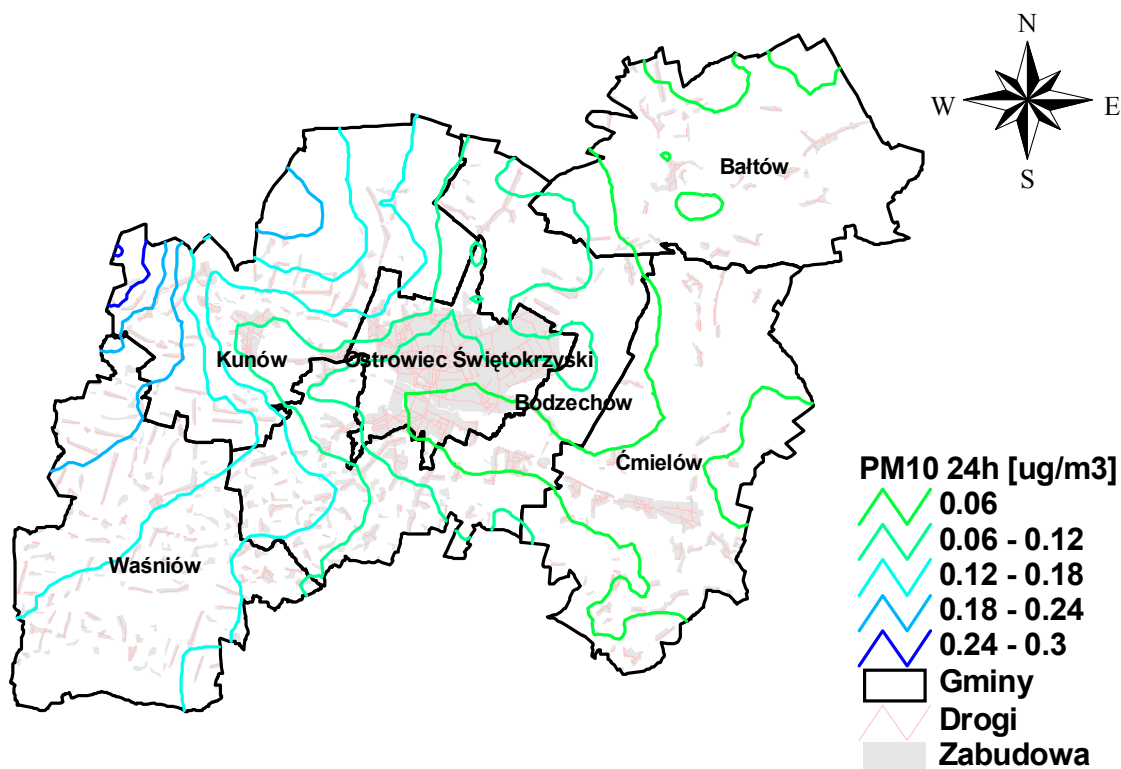 N
W E
S
Bałtów
Kunów
Ostrowiec Świętokrzyski
Bodzechów
Ćmielów
Waśniów
PM10 24h [ug/m3]
0.06
0.06 - 0.12
0.12 - 0.18
0.18 - 0.24
0.24 - 0.3
Gminy
Drogi
Zabudowa